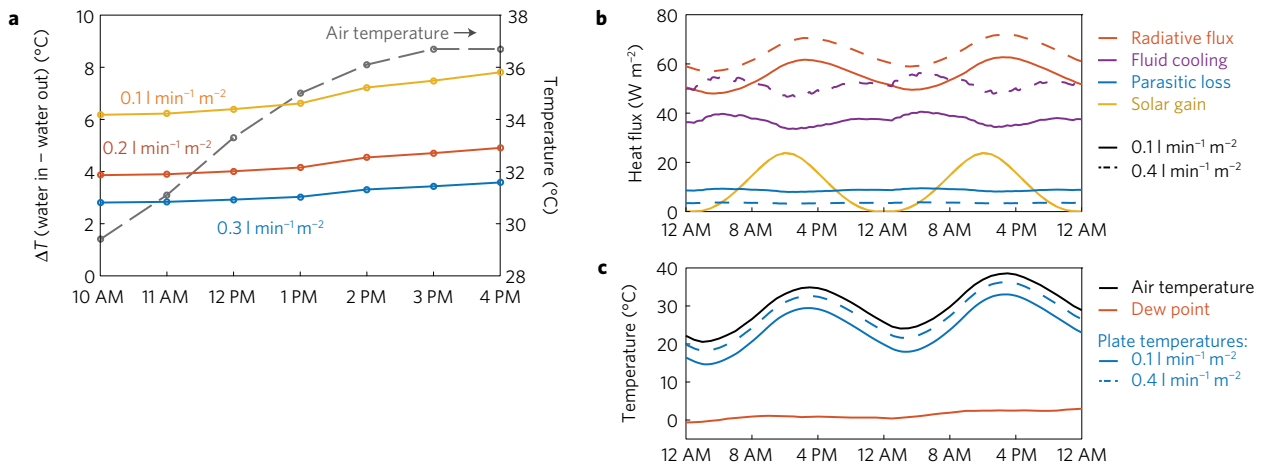 a
10
8
6
4
2
0
ΔT (water in − water out) (°C)
Air temperature →
0.1 l min⁻¹ m⁻²
0.2 l min⁻¹ m⁻²
0.3 l min⁻¹ m⁻²
38
36
34
32
30
28
Temperature (°C)
10 AM 11 AM 12 PM 1 PM 2 PM 3 PM 4 PM
b
80
60
40
20
0
Heat flux (W m⁻²)
12 AM 8 AM 4 PM 12 AM 8 AM 4 PM 12 AM
Radiative flux
Fluid cooling
Parasitic loss
Solar gain
0.1 l min⁻¹ m⁻²
0.4 l min⁻¹ m⁻²
c
40
30
20
10
0
Temperature (°C)
12 AM 8 AM 4 PM 12 AM 8 AM 4 PM 12 AM
Air temperature
Dew point
Plate temperatures:
0.1 l min⁻¹ m⁻²
0.4 l min⁻¹ m⁻²